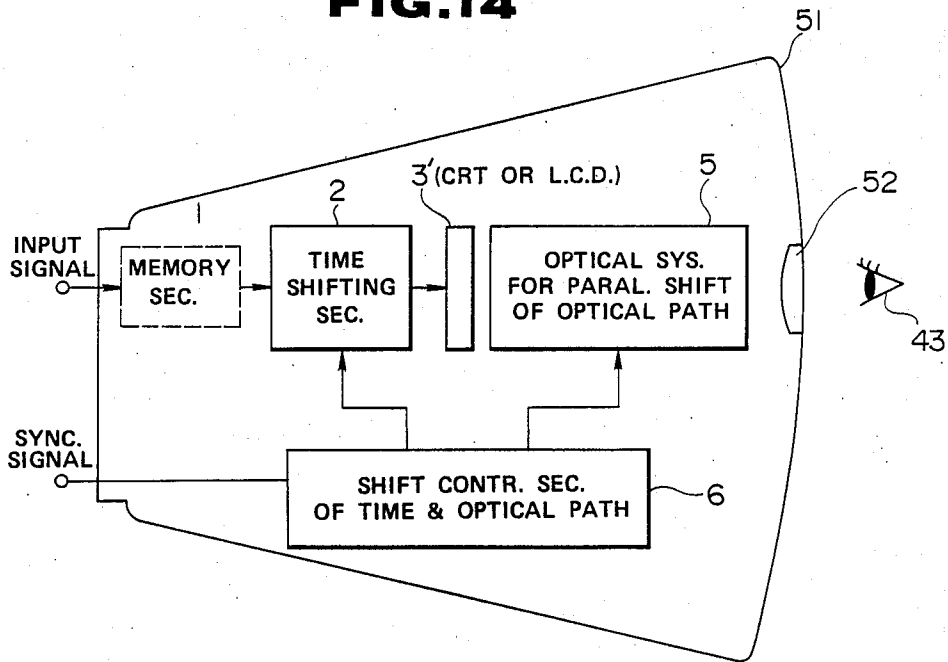 FIG.14
51
3' (CRT OR L.C.D.)
5
52
1
2
INPUT
SIGNAL
MEMORY
SEC.
TIME
SHIFTING
SEC.
OPTICAL SYS.
FOR PARAL. SHIFT
OF OPTICAL PATH
43
SYNC.
SIGNAL
SHIFT CONTR. SEC.
OF TIME & OPTICAL PATH
6